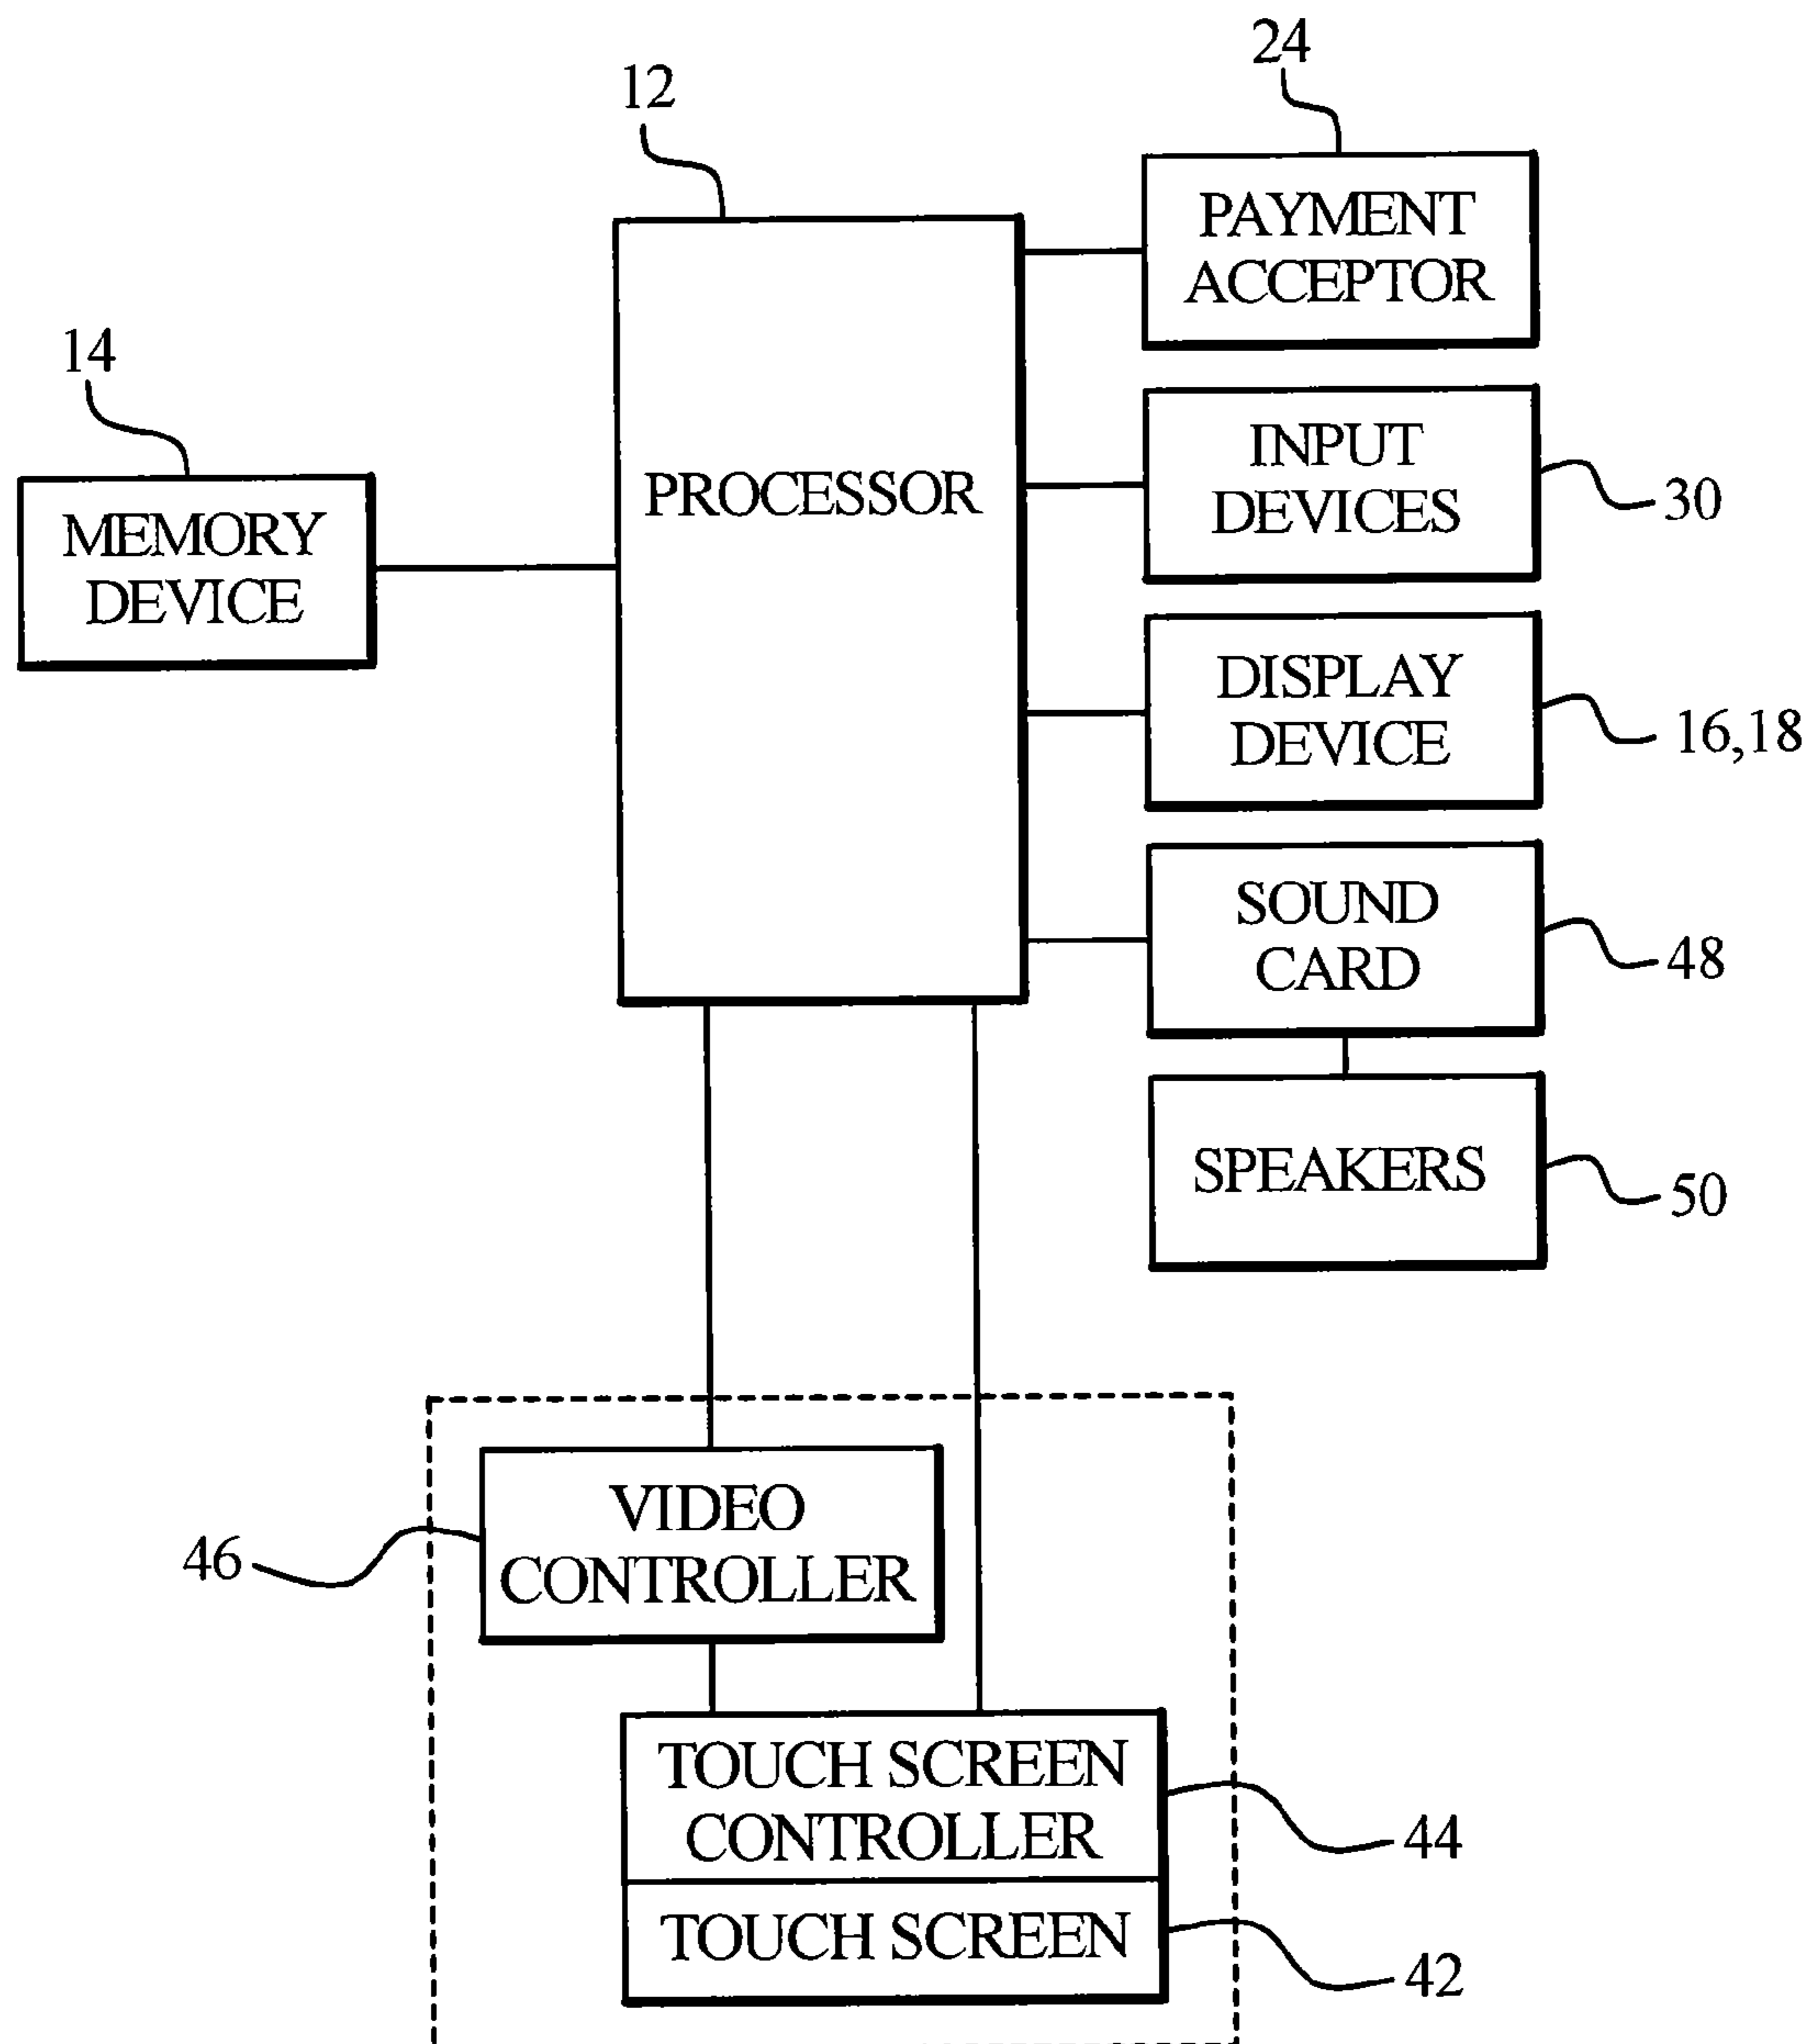 24
12
PAYMENT
ACCEPTOR
14
INPUT
DEVICES
30
PROCESSOR
MEMORY
DEVICE
DISPLAY
DEVICE
16,18
SOUND
CARD
48
SPEAKERS
50
VIDEO
CONTROLLER
46
TOUCH SCREEN
CONTROLLER
44
TOUCH SCREEN
42